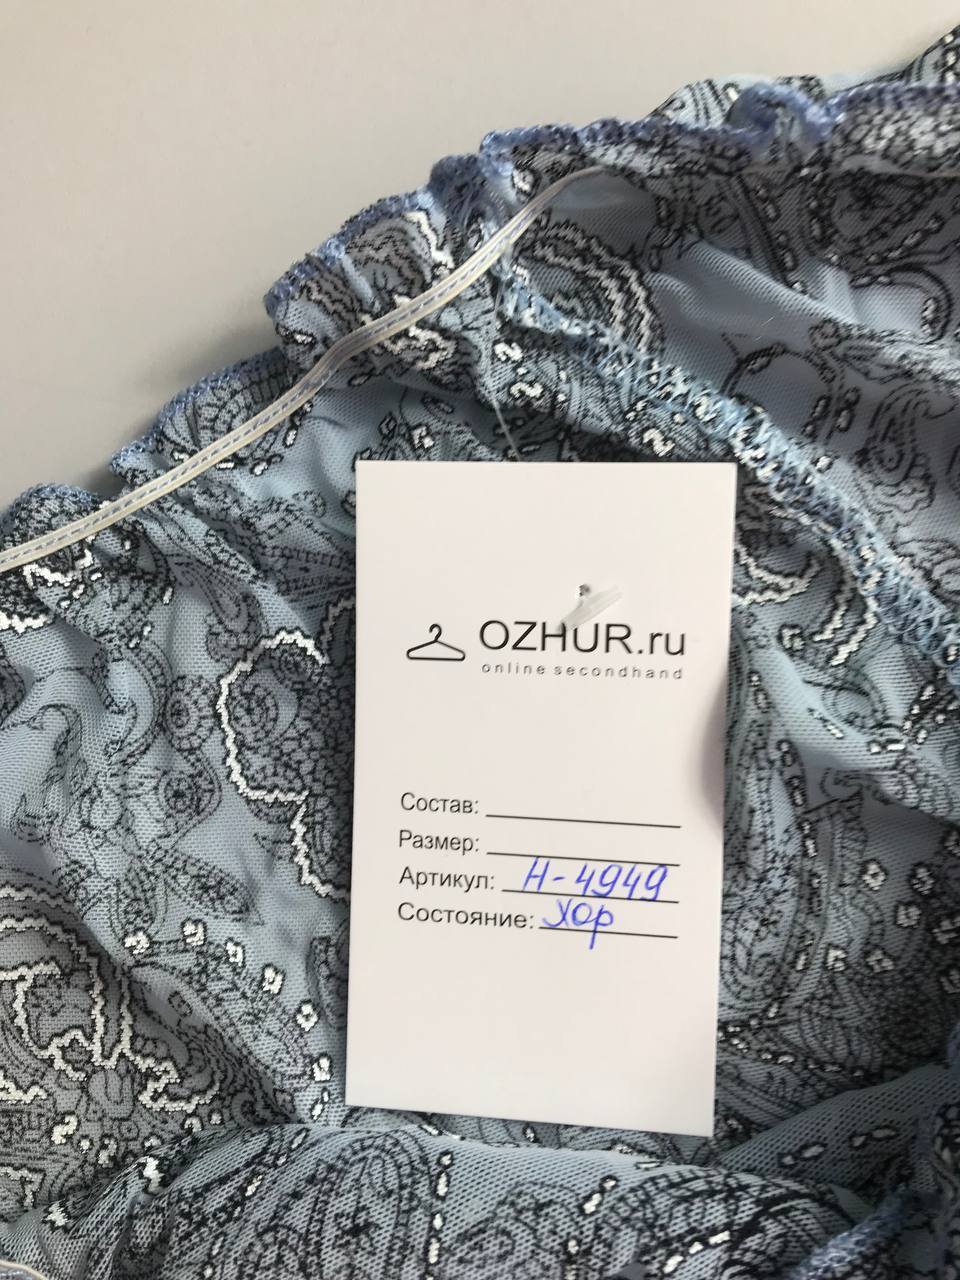 OZHUR.ru
online secondhand
Состав:
Размер:
Артикул: Н-4949
Состояние: хор